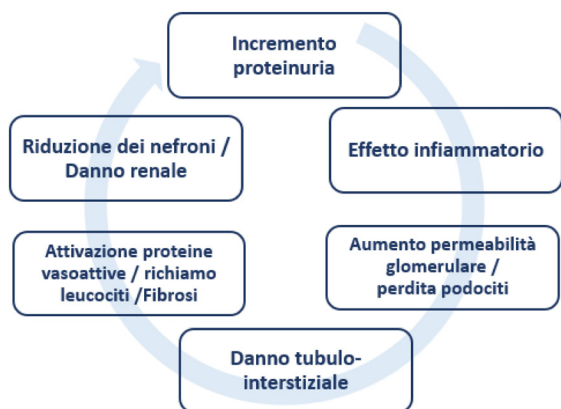 Incremento
proteinuria
Effetto infiammatorio
Aumento permeabilità
glomerulare /
perdita podociti
Danno tubulo-
interstiziale
Attivazione proteine
vasoattive / richiamo
leucociti /Fibrosi
Riduzione dei nefroni /
Danno renale